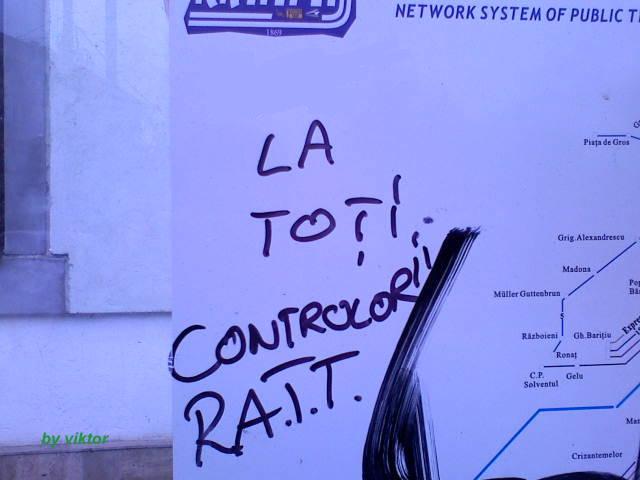 1869
NETWORK SYSTEM OF PUBLIC
LA
TOȚI
CONTROLORII
R.A.T.T.
Piața de Gros
Grig.Alexandrescu
Madona
Müller Guttenbrun
Războieni
Gh.Barițiu
Ronaț
C.P.
Solventul
Gelu
Crizantemelor
by viktor